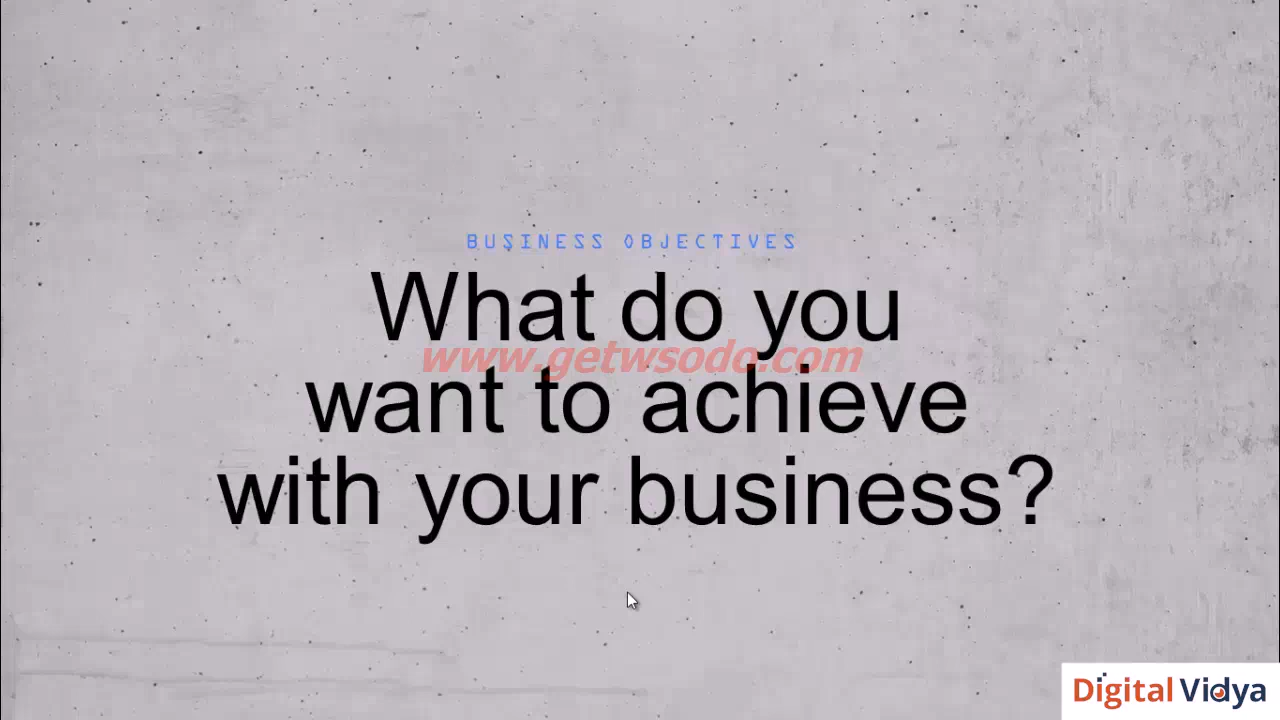 BUSINESS OBJECTIVES
What do you
www.getwsodo.com
want to achieve
with your business?
Digital Vidya